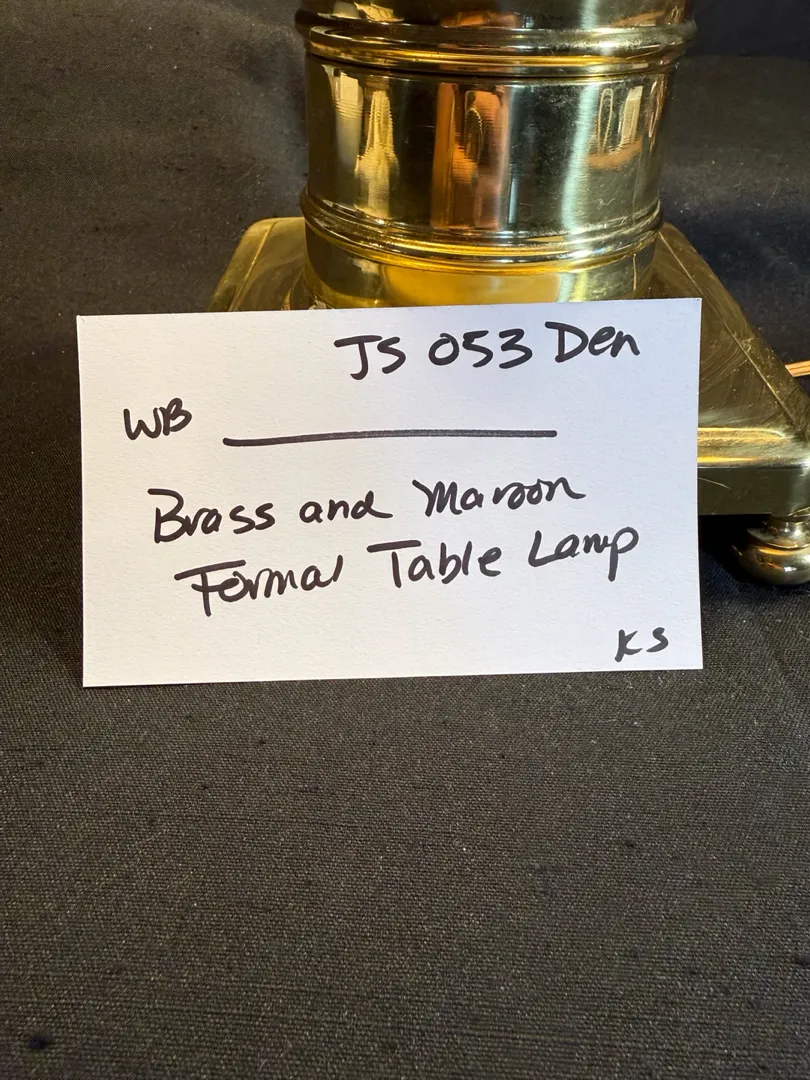 JS 053 Den
WB
Brass and Maroon
Formal Table Lamp
KS